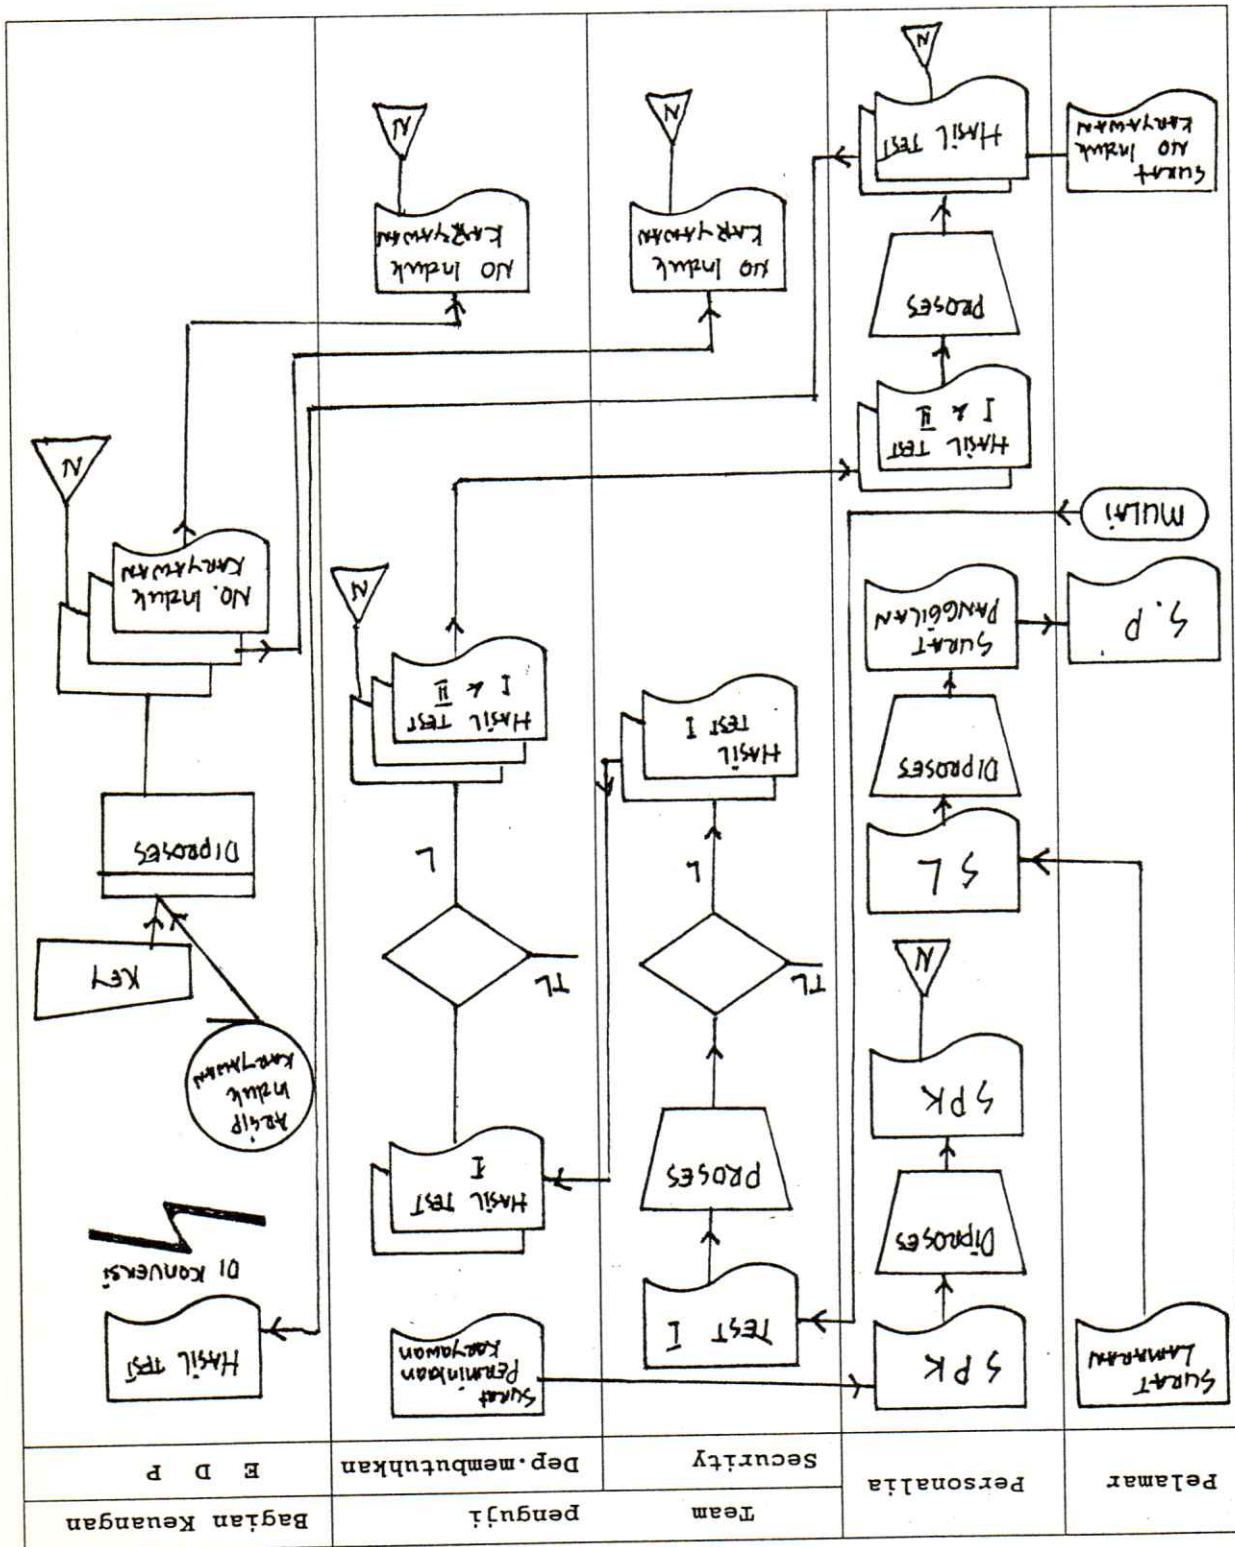 Pelamar
Personalia
Team penguji
Security
Dep.membutuhkan
Bagian Keuangan
E D P
SURAT
LAMARAN
S.P
MULAi
SURAT
NO Induk
KARYAWAN
SPK
DiPROSES
SPK
N
SL
DIPROSES
SURAT
PANGGILAN
HASiL TEST
I & II
PROSES
HASiL TEST
N
TEST I
PROSES
TL
L
HASiL
TEST I
NO Induk
KARYAWAN
N
Surat
Permintaan
Karyawan
HASiL TEST
I
TL
L
HASiL TEST
I & II
N
NO Induk
KARYAWAN
N
HASiL TEST
DI KONVERSi
ARSiP
Induk
KARYAWAN
KEY
DIPROSES
NO. Induk
KARYAWAN
N